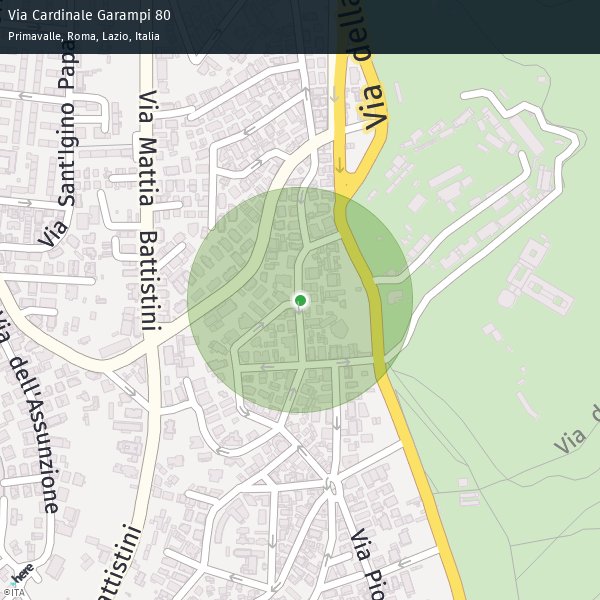 Via Cardinale Garampi 80
Primavalle, Roma, Lazio, Italia
Via della
Via Sant'Igino Papa
Via Mattia Battistini
Via dell'Assunzione
Via d
Battistini
Via Pio
here
©ITA